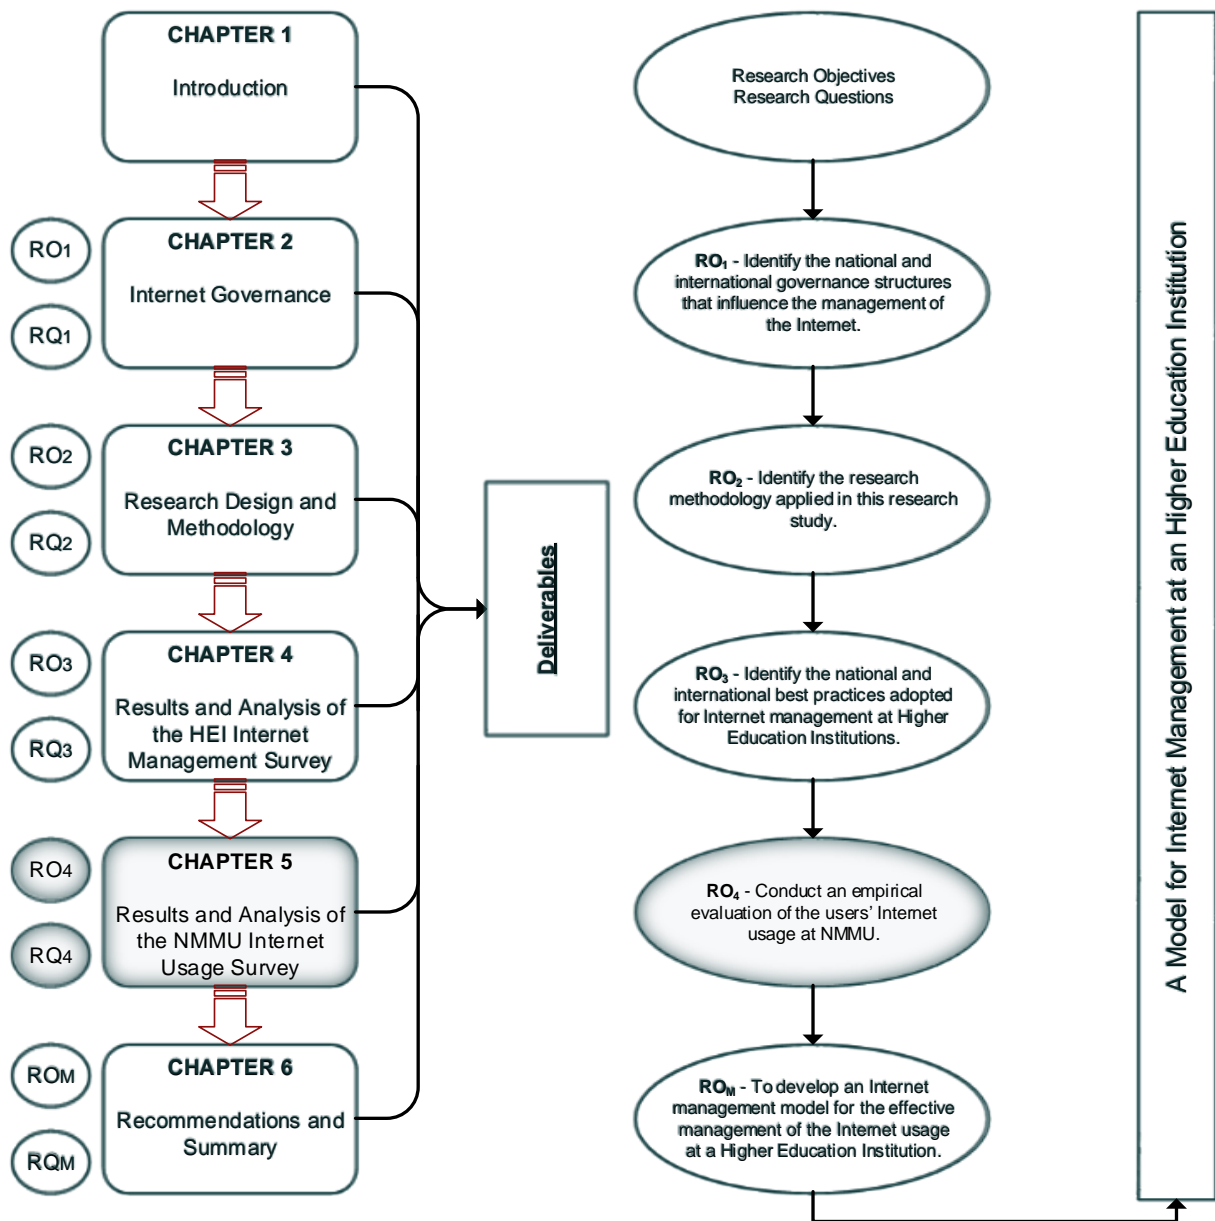 CHAPTER 1
Introduction
RO1
RQ1
CHAPTER 2
Internet Governance
RO2
RQ2
CHAPTER 3
Research Design and
Methodology
RO3
RQ3
CHAPTER 4
Results and Analysis of
the HEI Internet
Management Survey
RO4
RQ4
CHAPTER 5
Results and Analysis of
the NMMU Internet
Usage Survey
ROM
RQM
CHAPTER 6
Recommendations and
Summary
Deliverables
Research Objectives
Research Questions
RO1 - Identify the national and
international governance structures
that influence the management of
the Internet.
RO2 - Identify the research
methodology applied in this research
study.
RO3 - Identify the national and
international best practices adopted
for Internet management at Higher
Education Institutions.
RO4 - Conduct an empirical
evaluation of the users’ Internet
usage at NMMU.
ROM - To develop an Internet
management model for the effective
management of the Internet usage
at a Higher Education Institution.
A Model for Internet Management at an Higher Education Institution